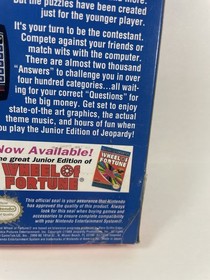 But the puzzles have been created
just for the younger player.
It's your turn to be the contestant.
Compete against your friends or
match wits with the computer.
There are almost two thousand
"Answers" to challenge you in over
four hundred categories...all wait-
ing for your correct "Questions" for
the big money. Get set to enjoy
state-of-the art graphics, the actual
theme music, and hours of fun when
you play the Junior Edition of Jeopardy!
Now Available!
the great Junior Edition of
WHEEL OF
FORTUNE
WHEEL OF
FORTUNE
This official seal is your assurance that Nintendo
has approved the quality of this product. Always
look for this seal when buying games and
accessories to ensure complete compatibility
with your Nintendo Entertainment System.